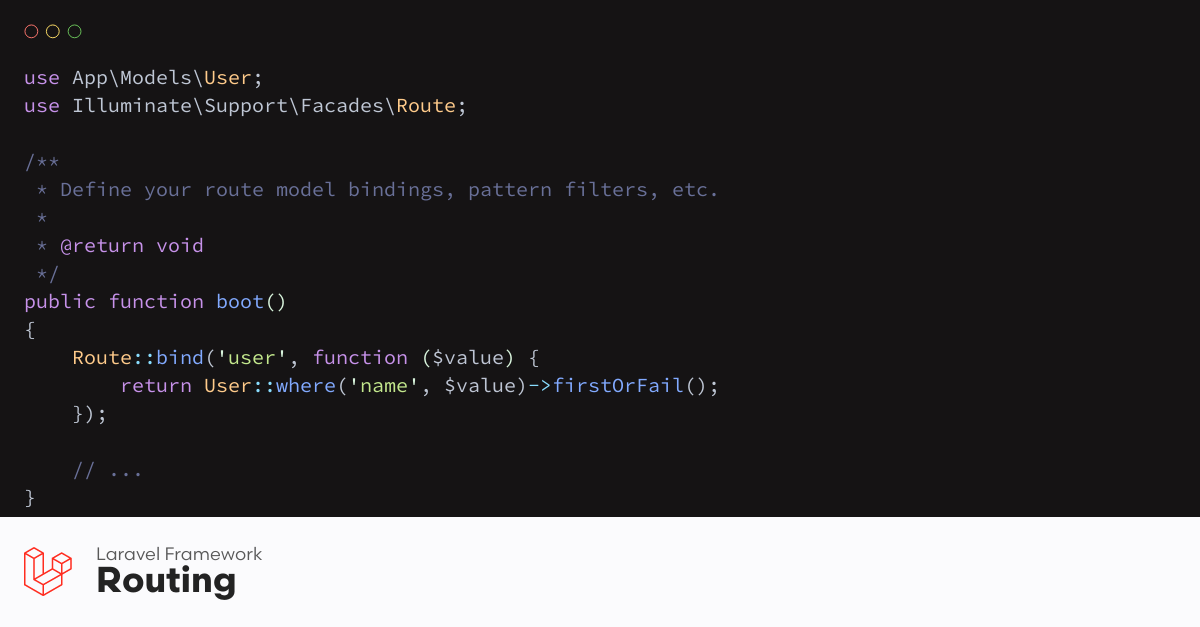 use App\Models\User;
use Illuminate\Support\Facades\Route;
/**
 * Define your route model bindings, pattern filters, etc.
 *
 * @return void
 */
public function boot()
{
    Route::bind('user', function ($value) {
        return User::where('name', $value)->firstOrFail();
    });
    // ...
}
Laravel Framework
Routing